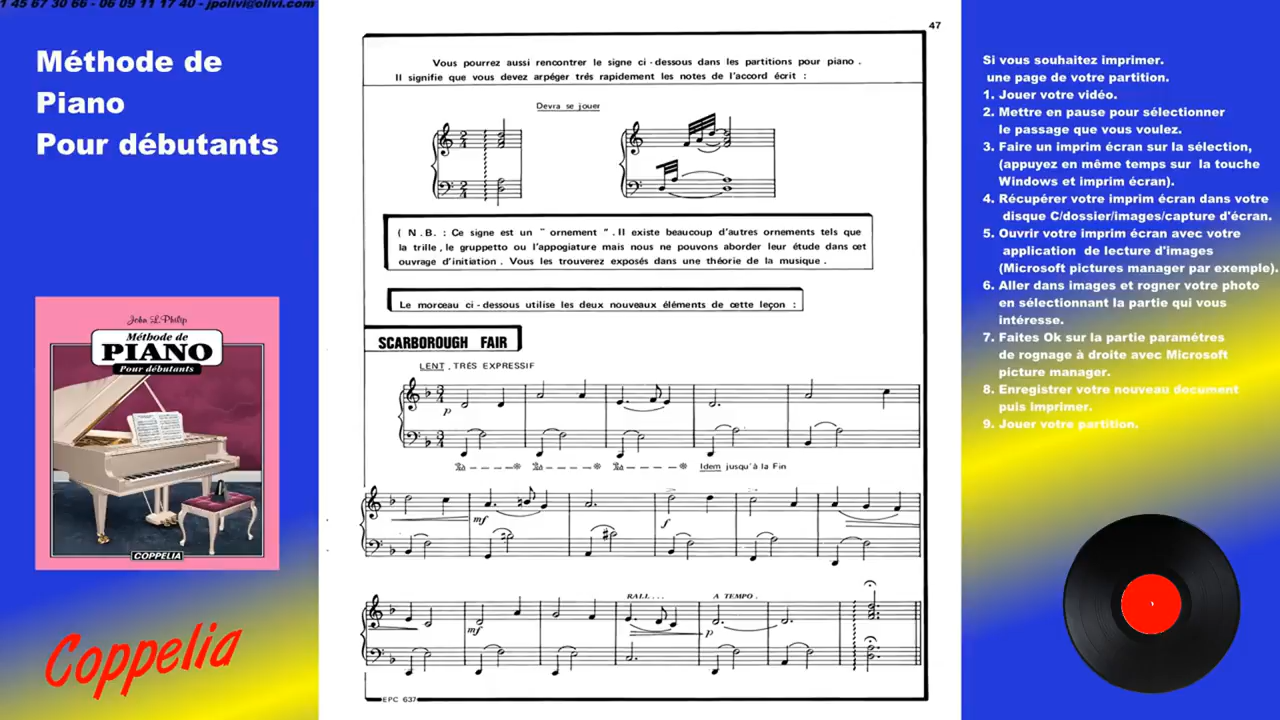 1 45 67 30 66 - 06 09 11 17 40 - jpolivi@olivi.com
Méthode de
Piano
Pour débutants
John L. Philip
Méthode de
PIANO
Pour débutants
COPPELIA
Coppelia
47
Vous pourrez aussi rencontrer le signe ci-dessous dans les partitions pour piano .
Il signifie que vous devez arpéger trés rapidement les notes de l'accord écrit :
Devra se jouer
( N.B. : Ce signe est un " ornement ". Il existe beaucoup d'autres ornements tels que
la trille , le gruppetto ou l'appogiature mais nous ne pouvons aborder leur étude dans cet
ouvrage d'initiation . Vous les trouverez exposés dans une théorie de la musique .
Le morceau ci-dessous utilise les deux nouveaux éléments de cette leçon :
SCARBOROUGH FAIR
LENT , TRÉS EXPRESSIF
p
Idem jusqu'à la Fin
mf
f
RALL . . .
A TEMPO .
mf
p
EPC 637
Si vous souhaitez imprimer.
une page de votre partition.
1. Jouer votre vidéo.
2. Mettre en pause pour sélectionner
le passage que vous voulez.
3. Faire un imprim écran sur la sélection,
(appuyez en même temps sur la touche
Windows et imprim écran).
4. Récupérer votre imprim écran dans votre
disque C/dossier/images/capture d'écran.
5. Ouvrir votre imprim écran avec votre
application de lecture d'images
(Microsoft pictures manager par exemple).
6. Aller dans images et rogner votre photo
en sélectionnant la partie qui vous
intéresse.
7. Faites Ok sur la partie paramétres
de rognage à droite avec Microsoft
picture manager.
8. Enregistrer votre nouveau document
puis imprimer.
9. Jouer votre partition.